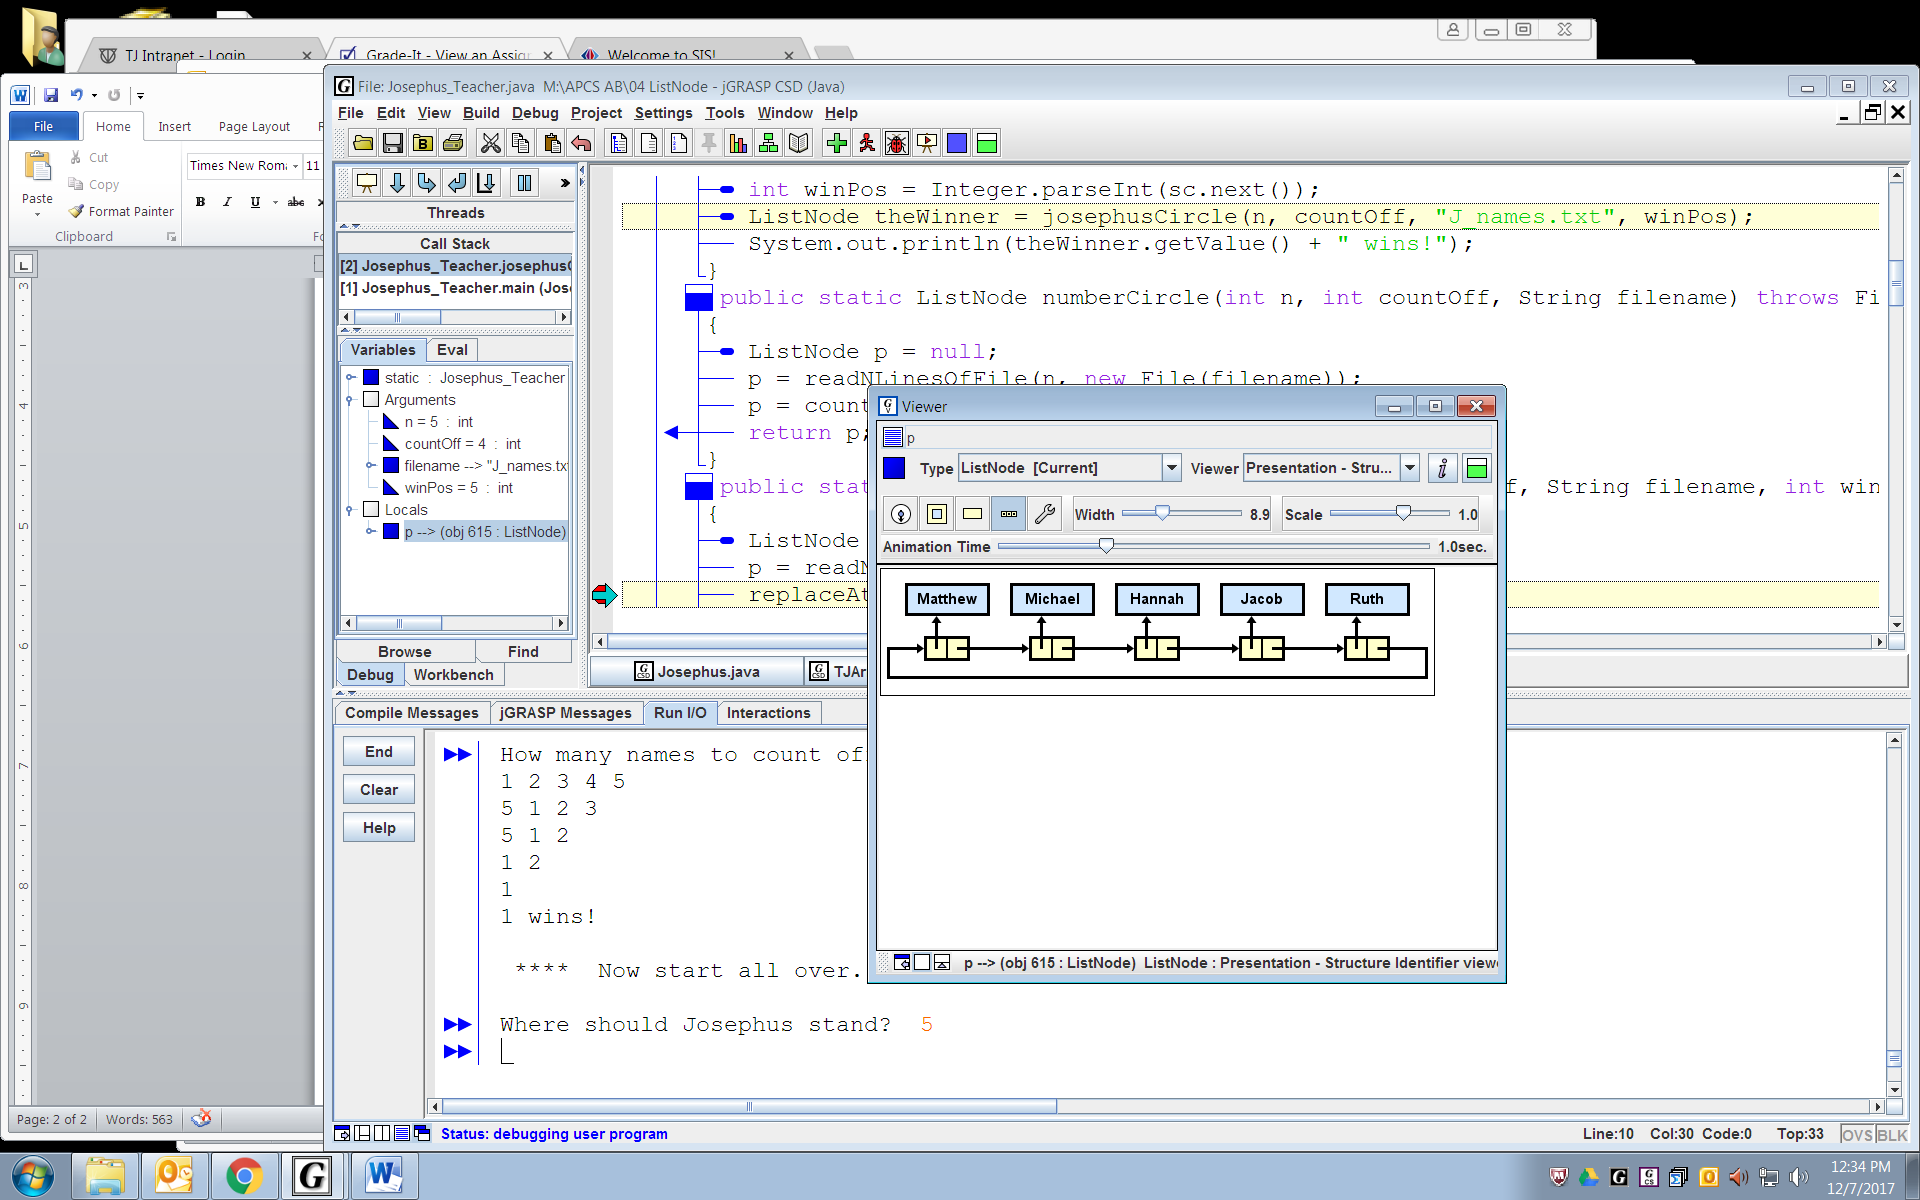 TJ Intranet - Login
Grade-It - View an Assig
Welcome to SIS!
File: Josephus_Teacher.java  M:\APCS AB\04 ListNode - jGRASP CSD (Java)
File Edit View Build Debug Project Settings Tools Window Help
File Home Insert Page Layout
Cut
Copy
Format Painter
Paste
Clipboard
Times New Rom 11
B I U abc
Threads
Call Stack
[2] Josephus_Teacher.josephus
[1] Josephus_Teacher.main (Jos
Variables Eval
static : Josephus_Teacher
Arguments
n = 5 : int
countOff = 4 : int
filename --> "J_names.tx
winPos = 5 : int
Locals
p --> (obj 615 : ListNode)
Browse Find
Debug Workbench
int winPos = Integer.parseInt(sc.next());
ListNode theWinner = josephusCircle(n, countOff, "J_names.txt", winPos);
System.out.println(theWinner.getValue() + " wins!");
}
public static ListNode numberCircle(int n, int countOff, String filename) throws Fi
{
ListNode p = null;
p = readNLinesOfFile(n, new File(filename));
p = coun
return p;
}
public stat f, String filename, int win
{
ListNode
p = readN
replaceAt
Josephus.java TJAr
Viewer
p
Type ListNode [Current] Viewer Presentation - Stru...
Width 8.9 Scale 1.0
Animation Time 1.0sec.
Matthew Michael Hannah Jacob Ruth
p --> (obj 615 : ListNode) ListNode : Presentation - Structure Identifier view
Compile Messages jGRASP Messages Run I/O Interactions
End
Clear
Help
How many names to count of
1 2 3 4 5
5 1 2 3
5 1 2
1 2
1
1 wins!
**** Now start all over.
Where should Josephus stand? 5
Page: 2 of 2 Words: 563
Status: debugging user program
Line:10 Col:30 Code:0 Top:33 OVS BLK
12:34 PM
12/7/2017